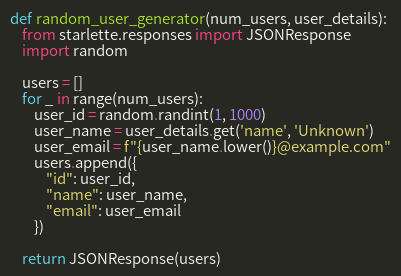 def random_user_generator(num_users, user_details):
    from starlette.responses import JSONResponse
    import random

    users = []
    for _ in range(num_users):
        user_id = random.randint(1, 1000)
        user_name = user_details.get('name', 'Unknown')
        user_email = f"{user_name.lower()}@example.com"
        users.append({
            "id": user_id,
            "name": user_name,
            "email": user_email
        })

    return JSONResponse(users)